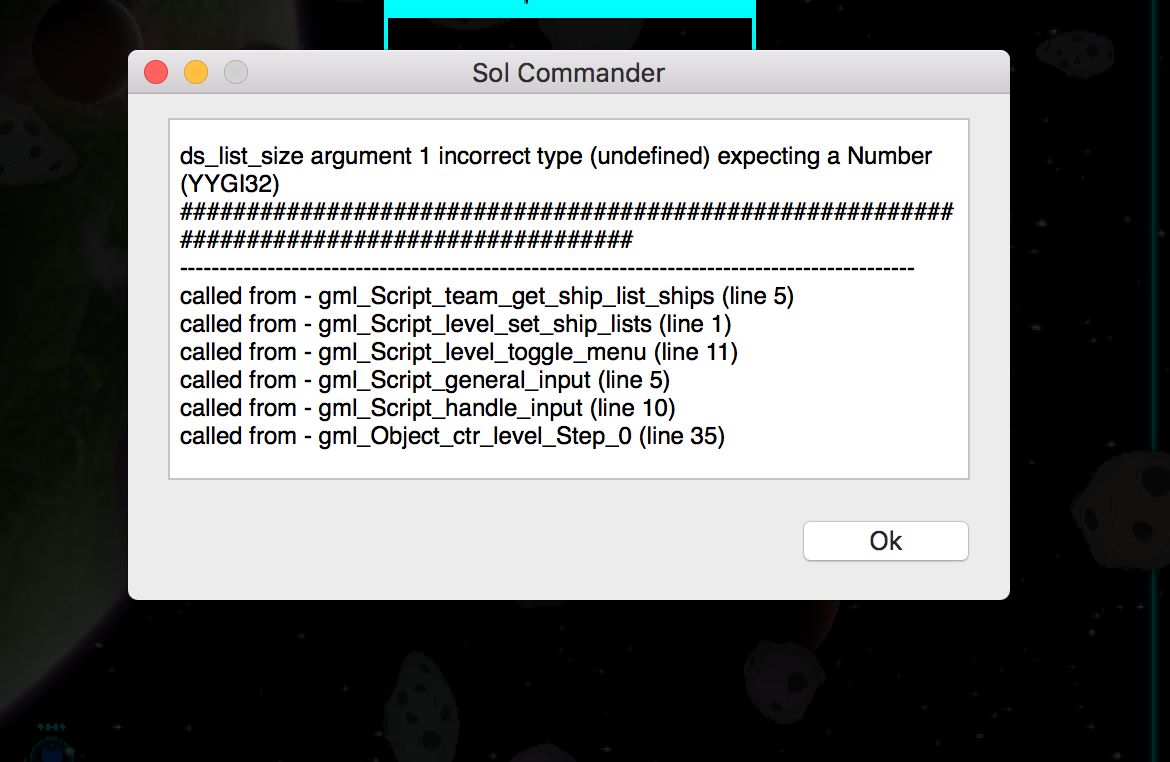 Sol Commander
ds_list_size argument 1 incorrect type (undefined) expecting a Number
(YYGI32)
##########################################################
##################################
--------------------------------------------------------------------------------------------
called from - gml_Script_team_get_ship_list_ships (line 5)
called from - gml_Script_level_set_ship_lists (line 1)
called from - gml_Script_level_toggle_menu (line 11)
called from - gml_Script_general_input (line 5)
called from - gml_Script_handle_input (line 10)
called from - gml_Object_ctr_level_Step_0 (line 35)
Ok